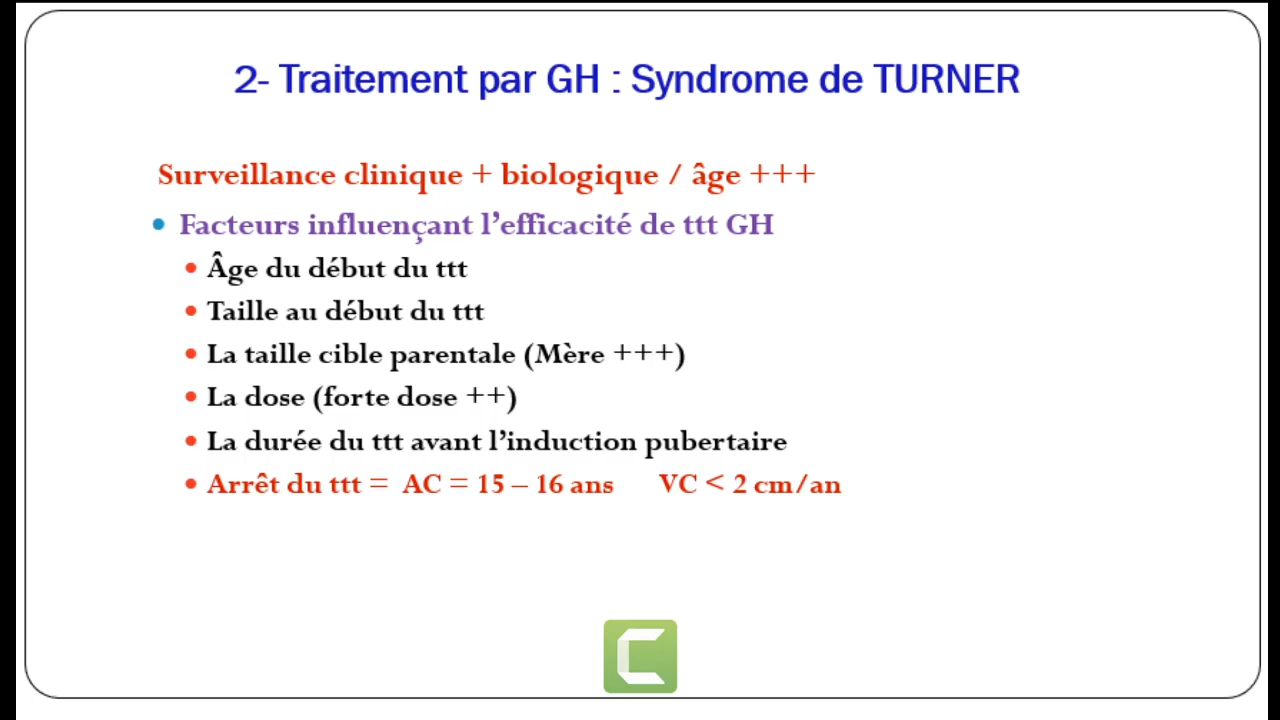 2- Traitement par GH : Syndrome de TURNER
Surveillance clinique + biologique / âge +++
• Facteurs influençant l’efficacité de ttt GH
• Âge du début du ttt
• Taille au début du ttt
• La taille cible parentale (Mère +++)
• La dose (forte dose ++)
• La durée du ttt avant l’induction pubertaire
• Arrêt du ttt = AC = 15 – 16 ans VC < 2 cm/an